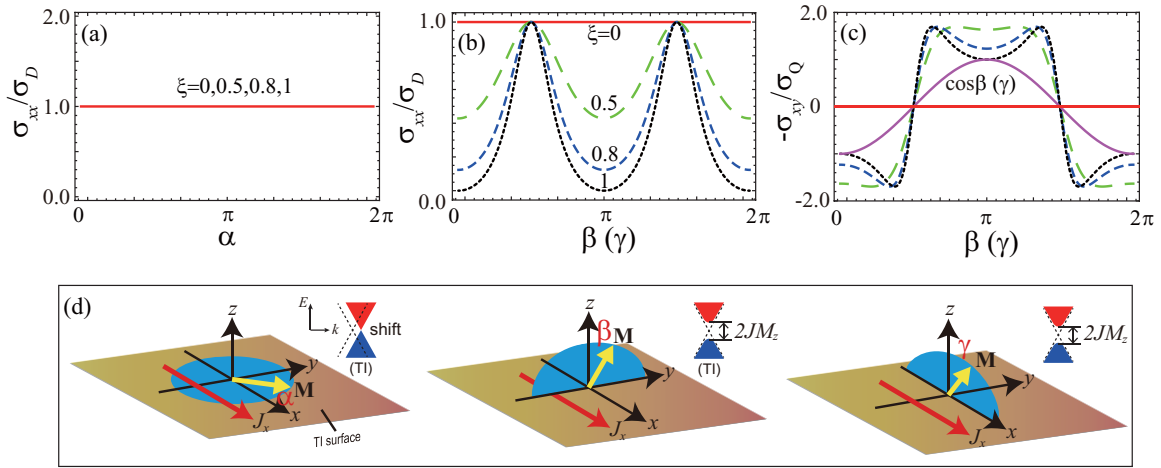 (a)
σxx/σD
2.0
1.0
0.0
ξ=0,0.5,0.8,1
0
π
2π
α
(b)
σxx/σD
1.0
0.0
ξ=0
0.5
0.8
1
0
π
2π
β (γ)
(c)
-σxy/σQ
2.0
0
-2.0
cosβ (γ)
0
π
2π
β (γ)
(d)
z
E
k
shift
(TI)
y
M
α
x
Jx
TI surface
z
β M
2JMz
(TI)
y
x
Jx
z
γ
M
2JMz
y
x
Jx